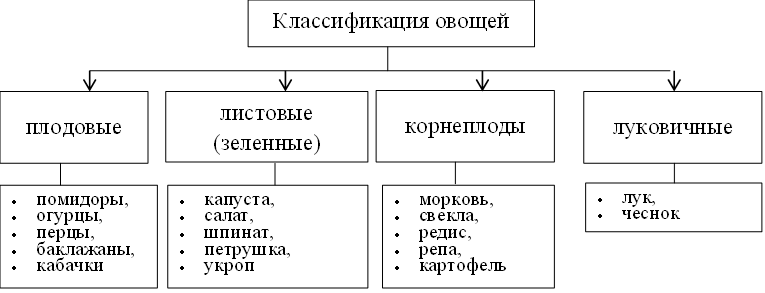 Классификация овощей
плодовые
листовые
(зеленные)
корнеплоды
луковичные
• помидоры,
• огурцы,
• перцы,
• баклажаны,
• кабачки
• капуста,
• салат,
• шпинат,
• петрушка,
• укроп
• морковь,
• свекла,
• редис,
• репа,
• картофель
• лук,
• чеснок